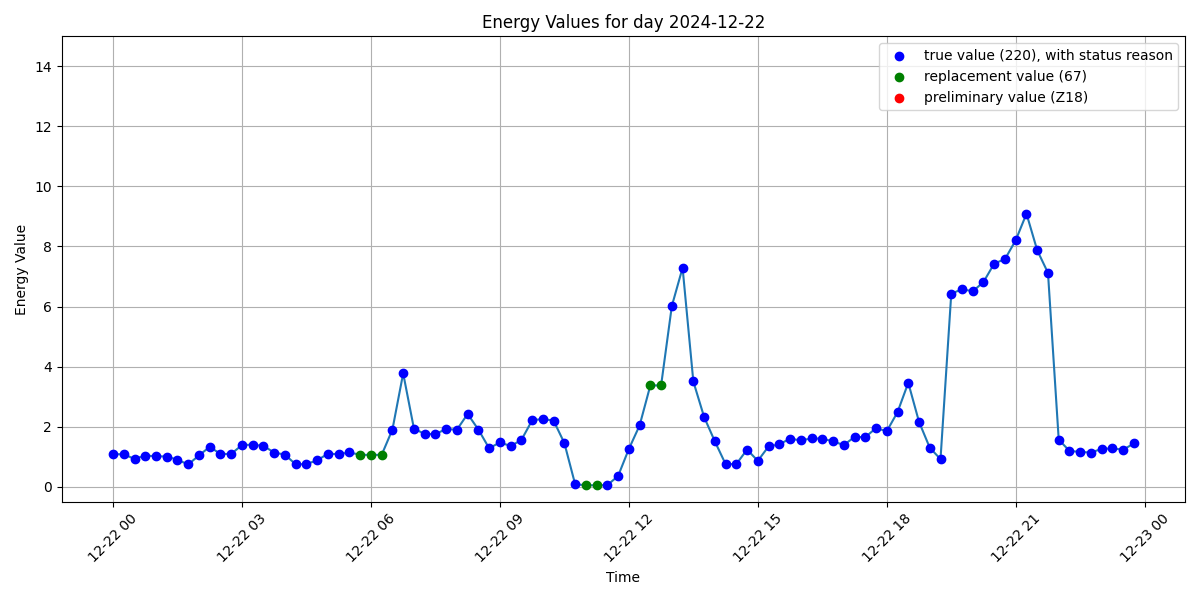 Energy Values for day 2024-12-22
true value (220), with status reason
replacement value (67)
preliminary value (Z18)
14
12
10
8
6
4
2
0
Energy Value
12-22 00
12-22 03
12-22 06
12-22 09
12-22 12
12-22 15
12-22 18
12-22 21
12-23 00
Time